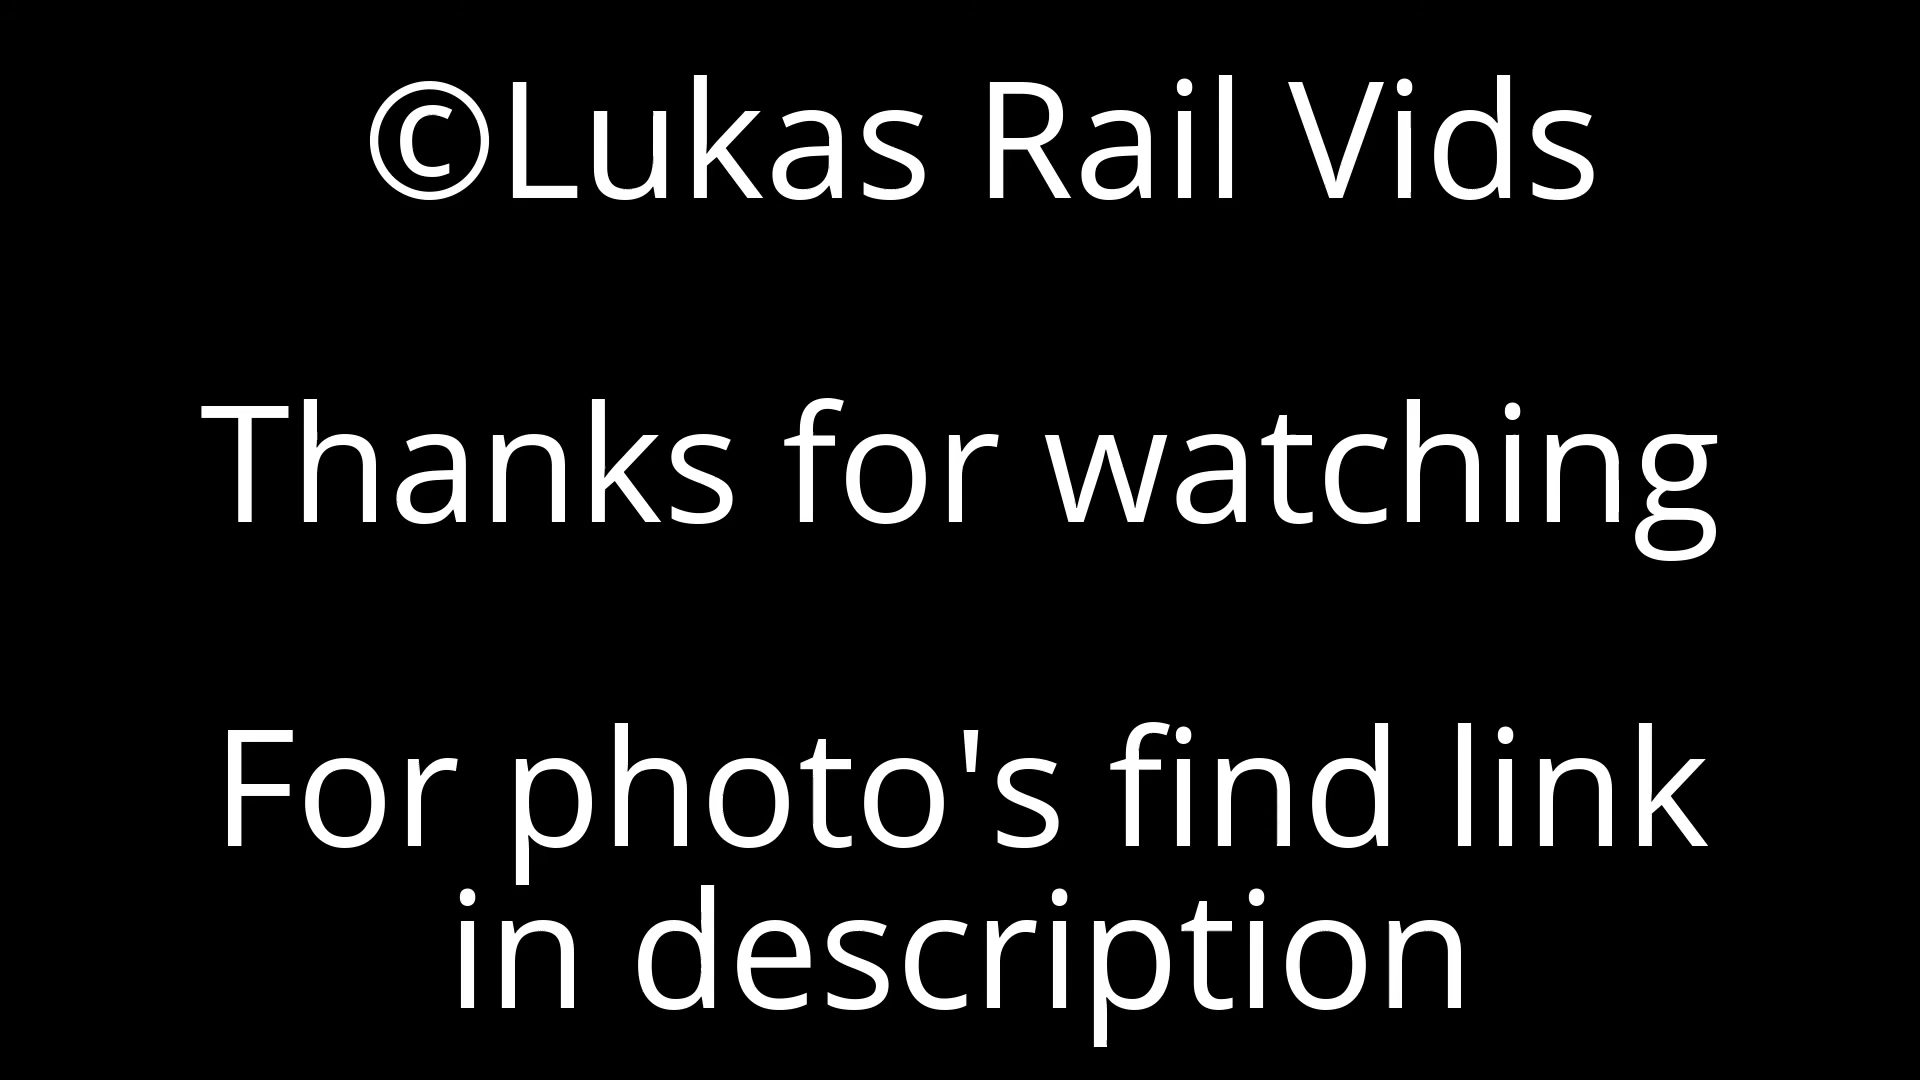 ©Lukas Rail Vids
Thanks for watching
For photo's find link
in description